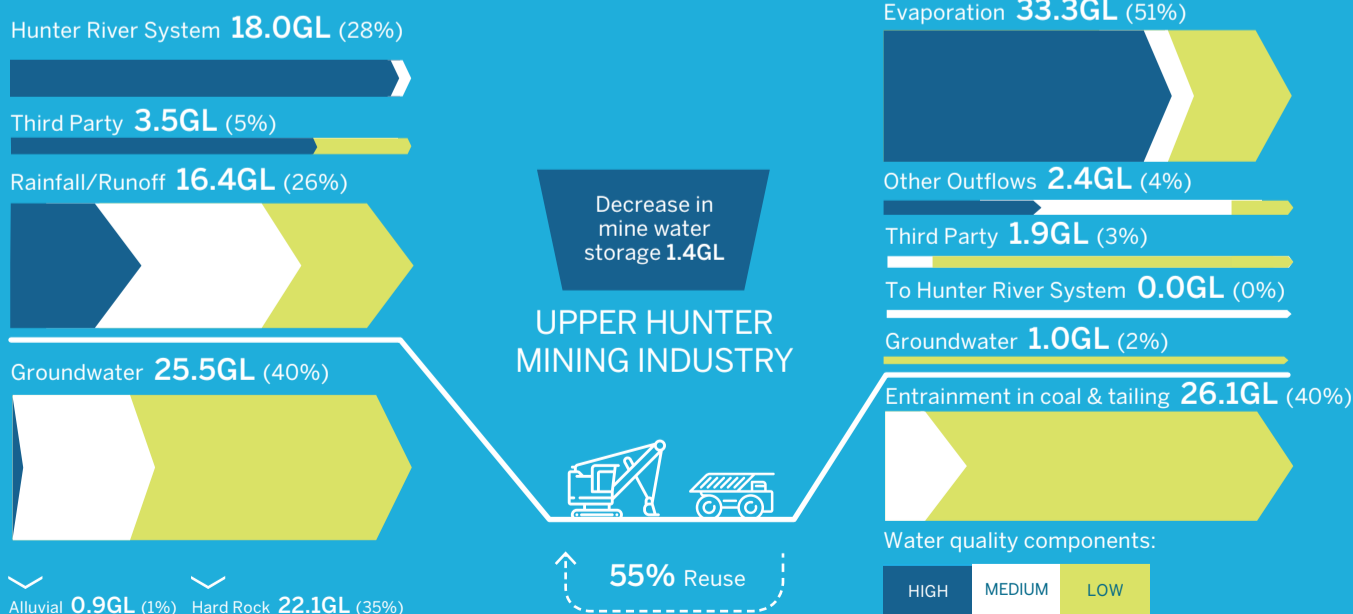 Hunter River System 18.0GL (28%)
Third Party 3.5GL (5%)
Rainfall/Runoff 16.4GL (26%)
Groundwater 25.5GL (40%)
Alluvial 0.9GL (1%) Hard Rock 22.1GL (35%)
Decrease in
mine water
storage 1.4GL
UPPER HUNTER
MINING INDUSTRY
55% Reuse
Evaporation 33.3GL (51%)
Other Outflows 2.4GL (4%)
Third Party 1.9GL (3%)
To Hunter River System 0.0GL (0%)
Groundwater 1.0GL (2%)
Entrainment in coal & tailing 26.1GL (40%)
Water quality components:
HIGH MEDIUM LOW